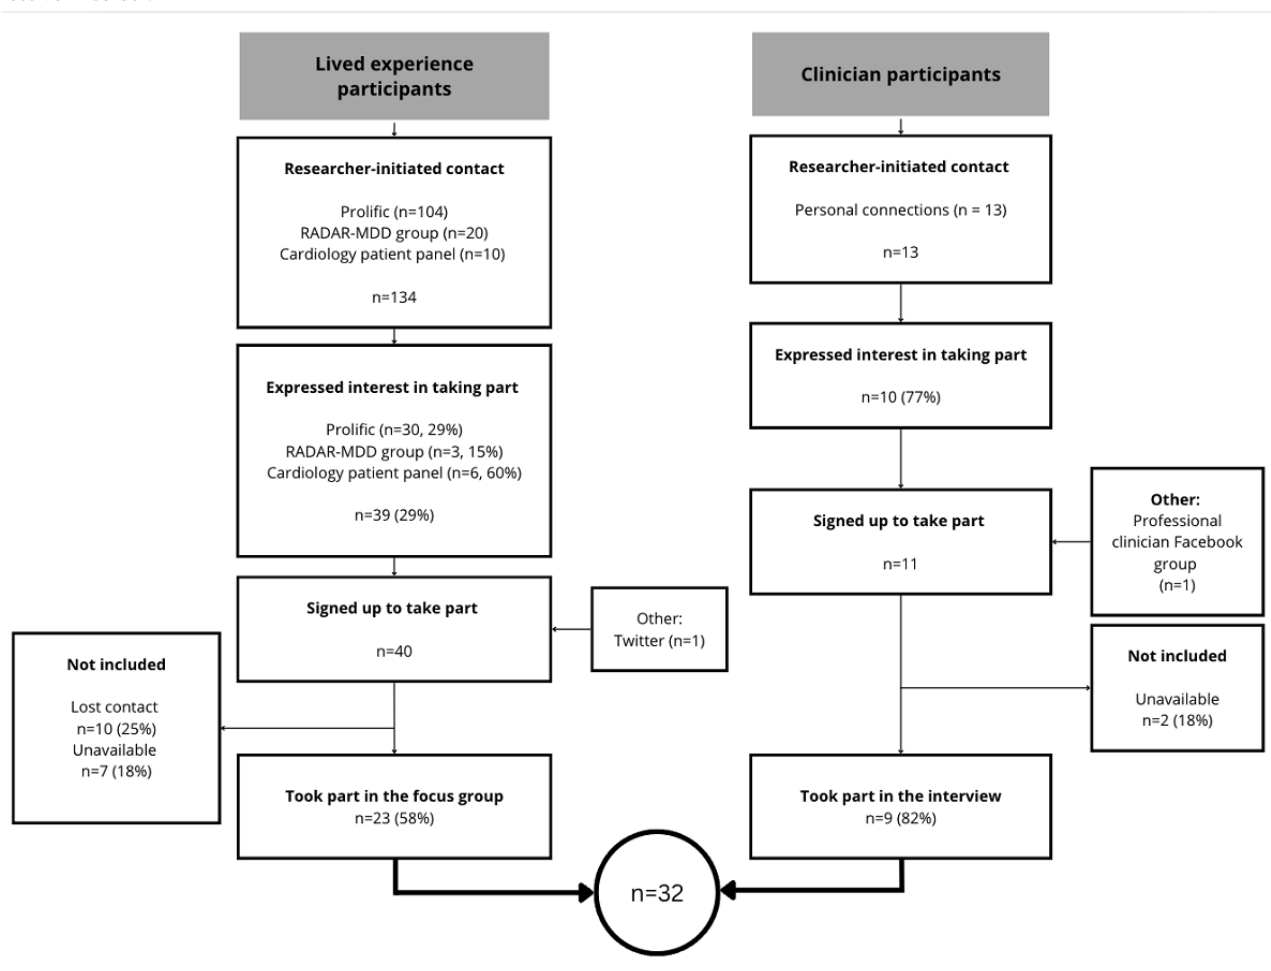 Lived experience
participants
Researcher-initiated contact
Prolific (n=104)
RADAR-MDD group (n=20)
Cardiology patient panel (n=10)
n=134
Expressed interest in taking part
Prolific (n=30, 29%)
RADAR-MDD group (n=3, 15%)
Cardiology patient panel (n=6, 60%)
n=39 (29%)
Signed up to take part
n=40
Other:
Twitter (n=1)
Not included
Lost contact
n=10 (25%)
Unavailable
n=7 (18%)
Took part in the focus group
n=23 (58%)
Clinician participants
Researcher-initiated contact
Personal connections (n = 13)
n=13
Expressed interest in taking part
n=10 (77%)
Signed up to take part
n=11
Other:
Professional
clinician Facebook
group
(n=1)
Not included
Unavailable
n=2 (18%)
Took part in the interview
n=9 (82%)
n=32